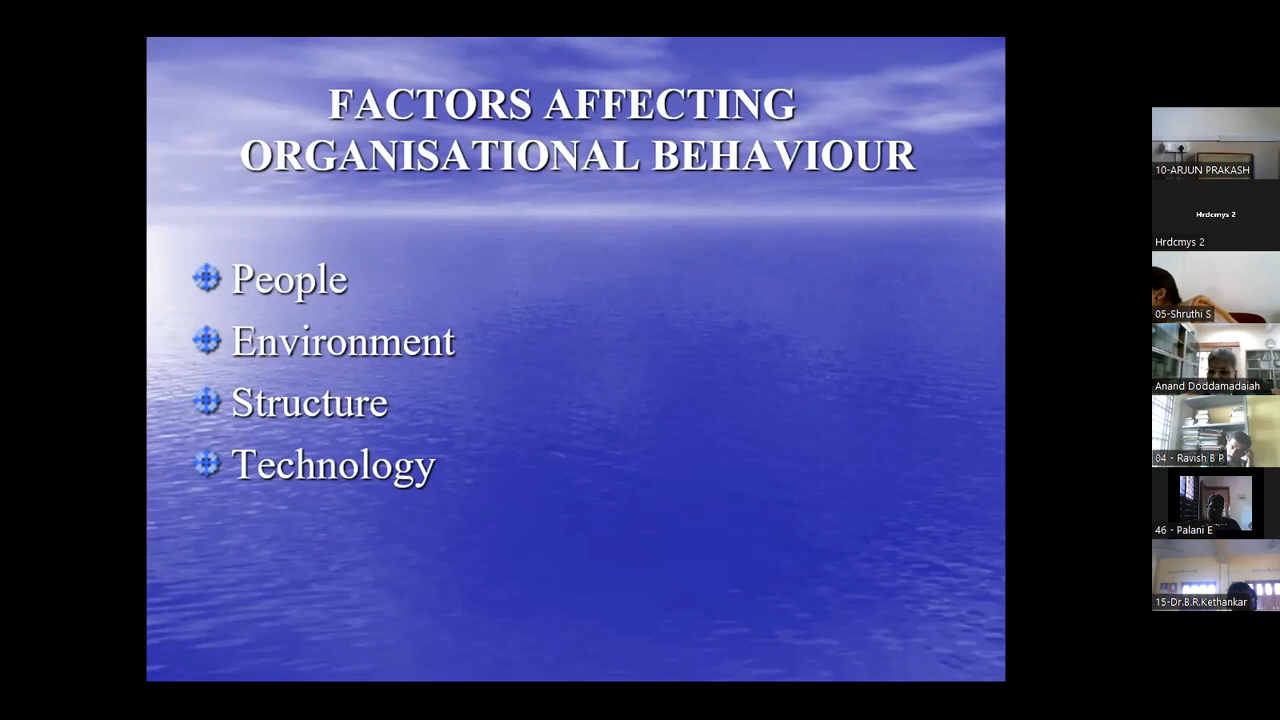 FACTORS AFFECTING
ORGANISATIONAL BEHAVIOUR
People
Environment
Structure
Technology
10-ARJUN PRAKASH
Hrdcmys 2
Hrdcmys 2
05-Shruthi S
Anand Doddamadaiah
04 - Ravish B P
46 - Palani E
15-Dr.B.R.Kethankar